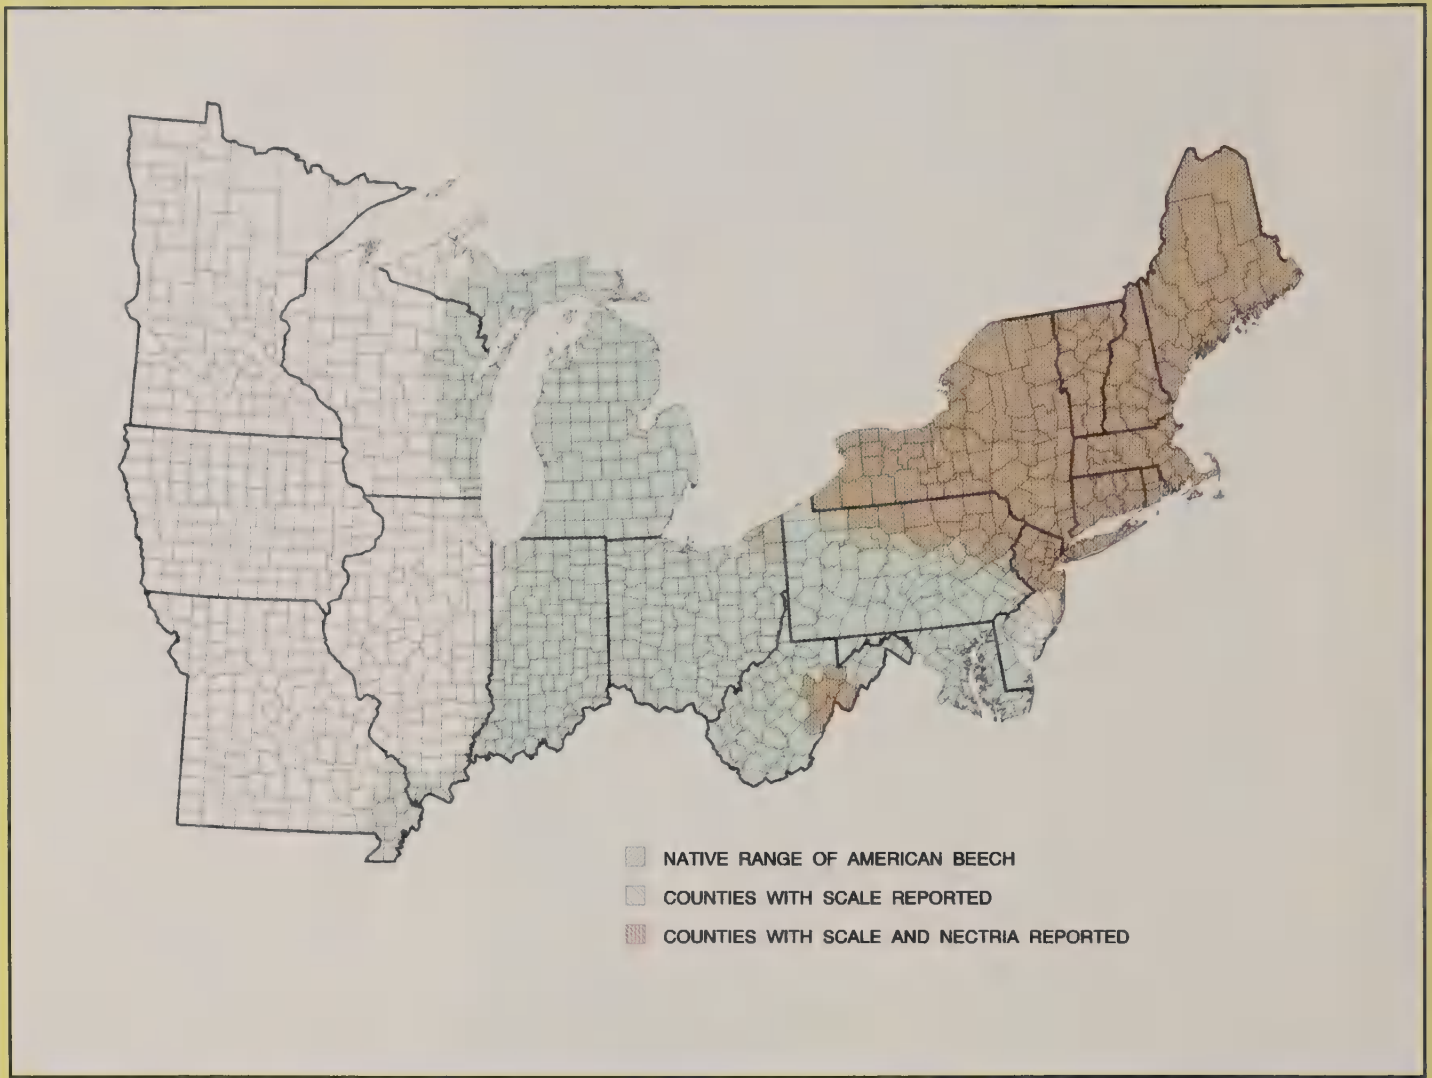 NATIVE RANGE OF AMERICAN BEECH
COUNTIES WITH SCALE REPORTED
COUNTIES WITH SCALE AND NECTRIA REPORTED